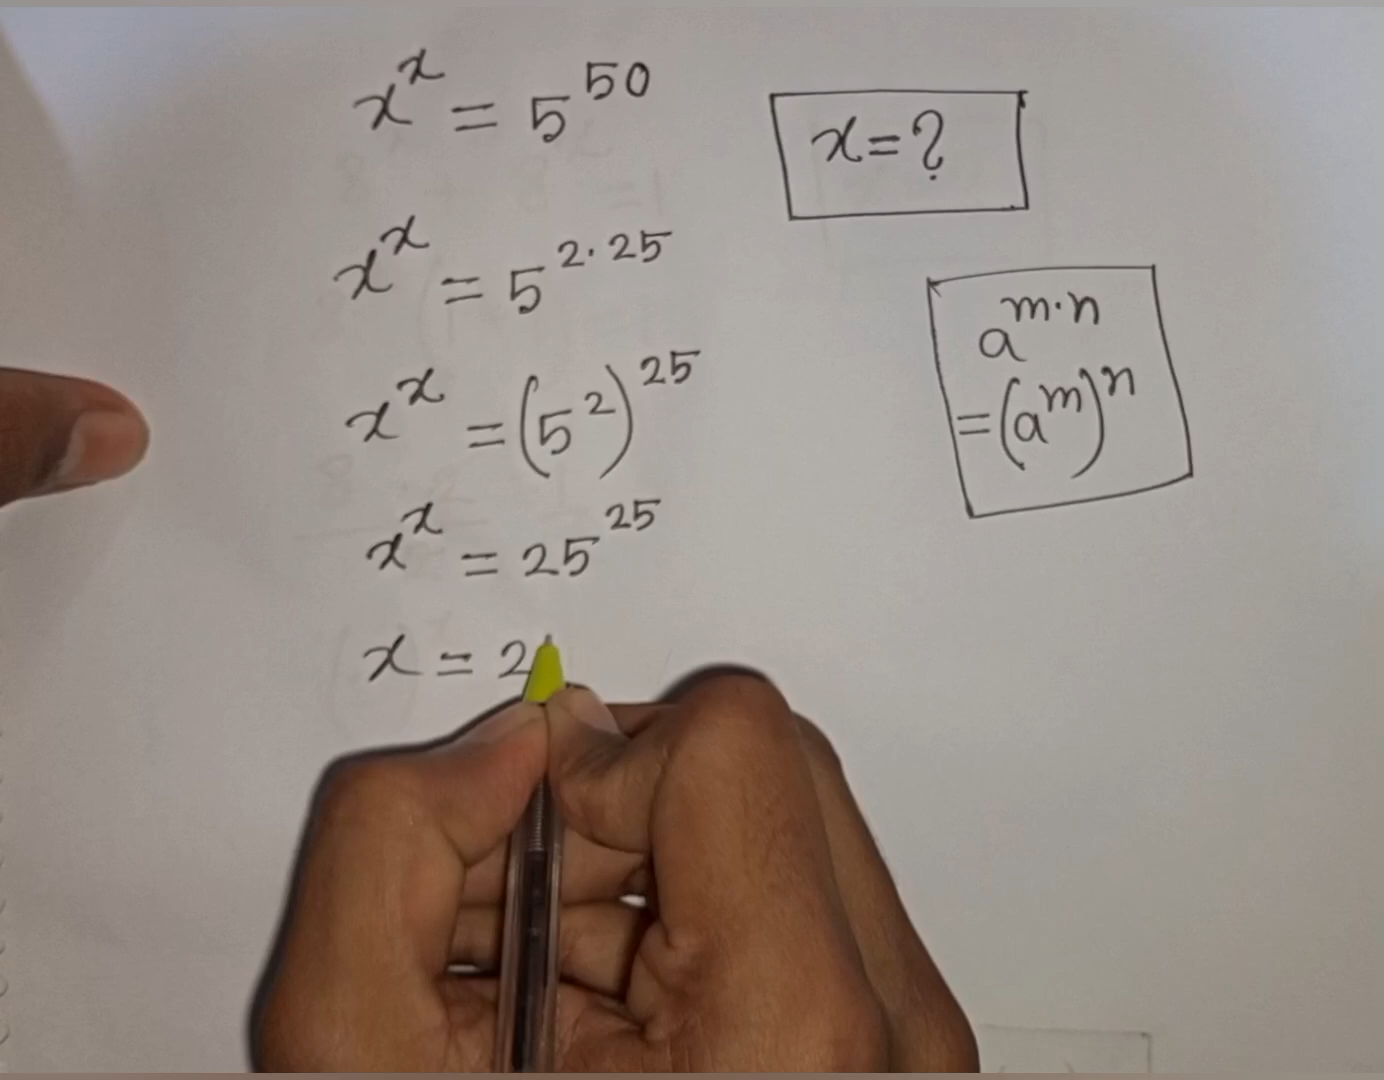 x^x = 5^50
x = ?
x^x = 5^2·25
a^m·n
= (a^m)^n
x^x = (5^2)^25
x^x = 25^25
x = 2